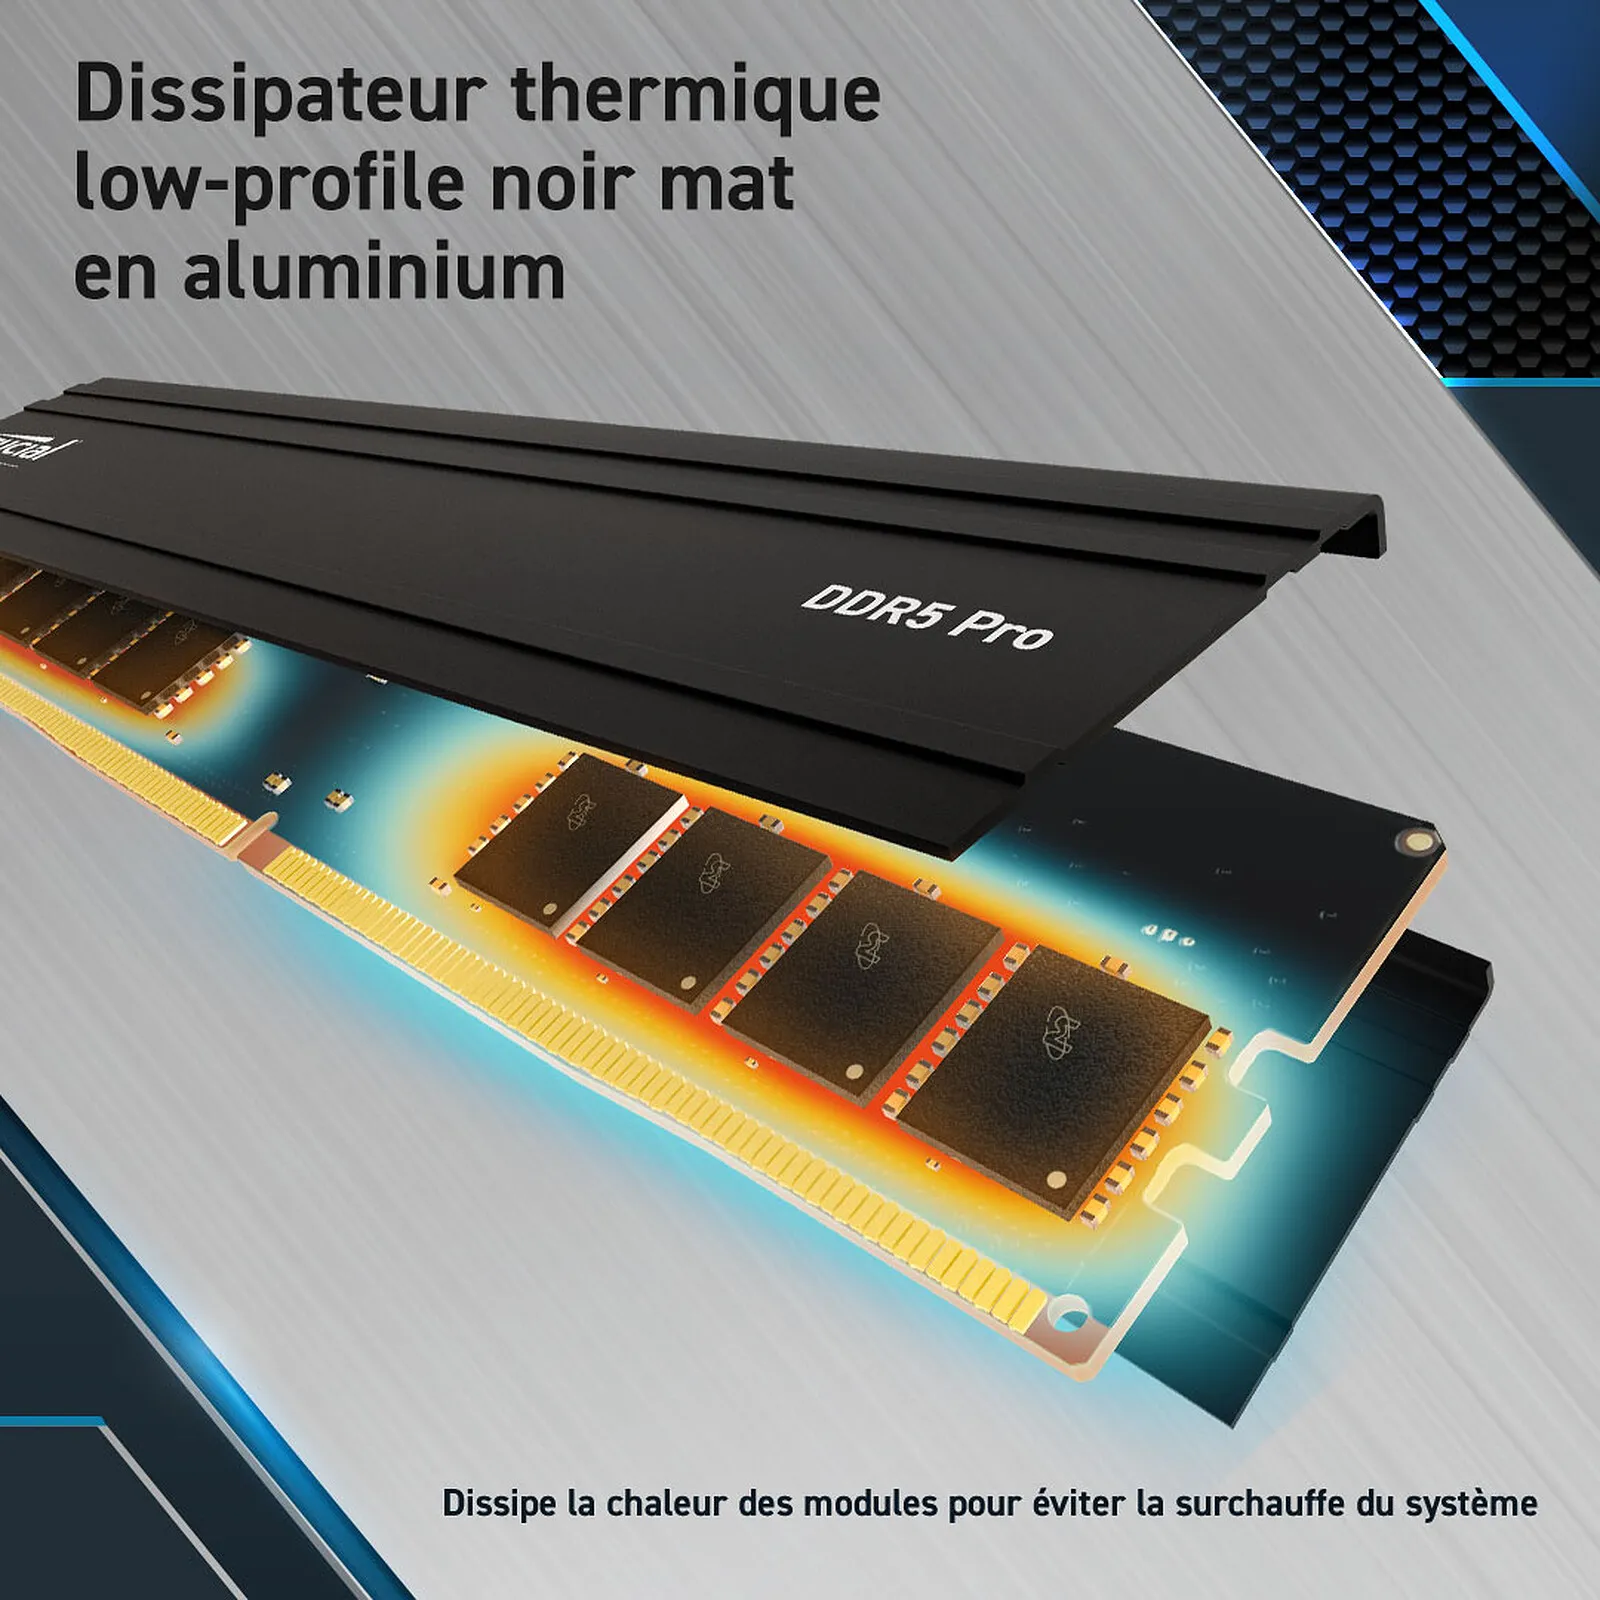 Dissipateur thermique
low-profile noir mat
en aluminium
DDR5 Pro
Dissipe la chaleur des modules pour éviter la surchauffe du système